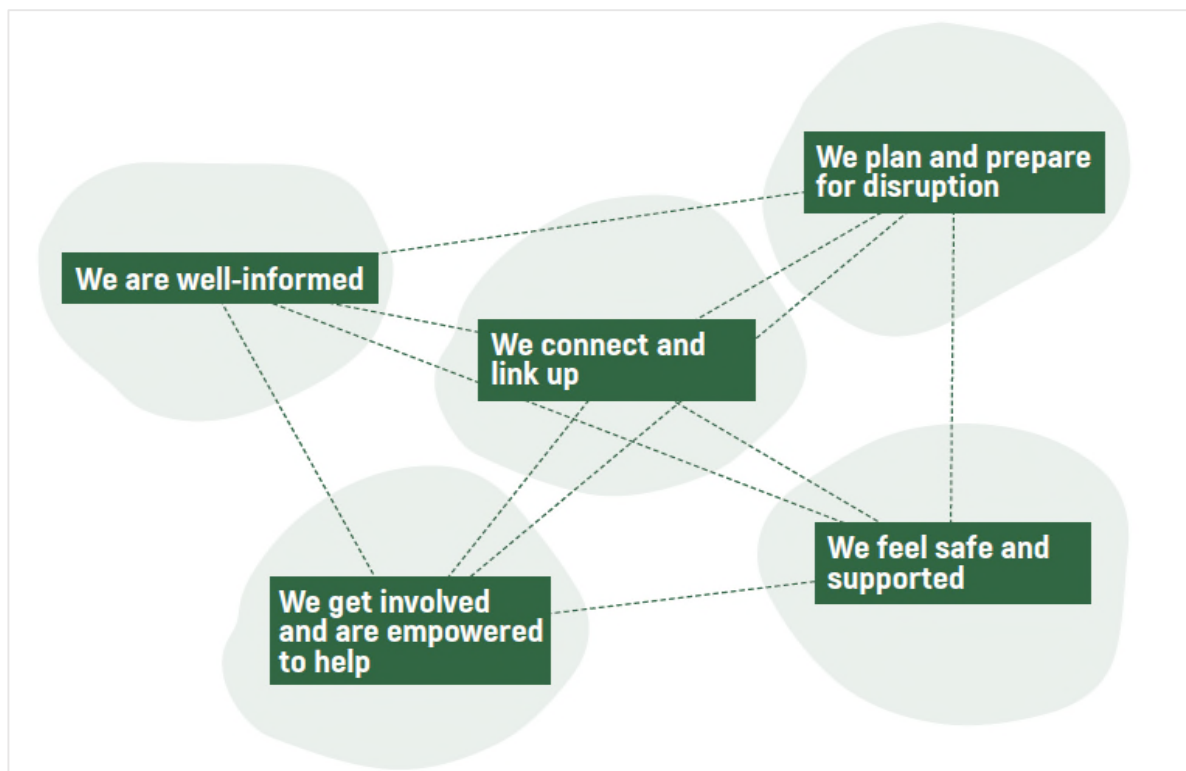 We plan and prepare
for disruption
We are well-informed
We connect and
link up
We feel safe and
supported
We get involved
and are empowered
to help